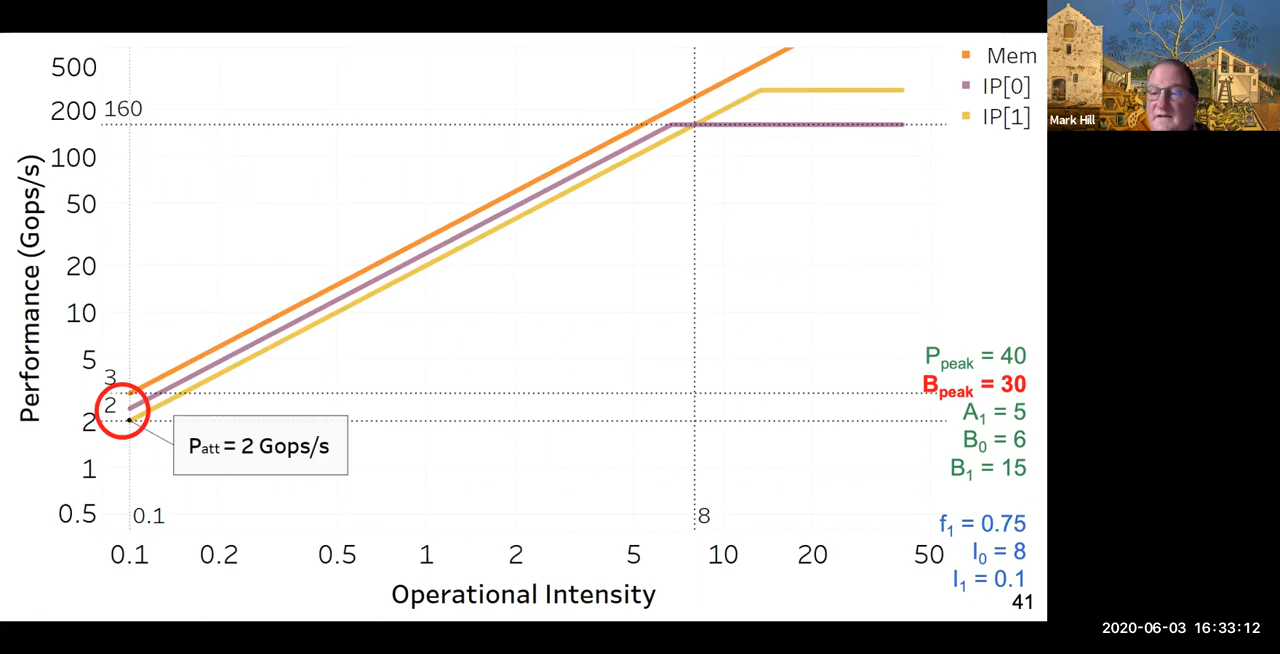 500
200
100
50
20
10
5
2
1
0.5
Performance (Gops/s)
160
3
2
0.1
8
Patt = 2 Gops/s
0.1 0.2 0.5 1 2 5 10 20 50
Operational Intensity
Mem
IP[0]
IP[1]
Ppeak = 40
Bpeak = 30
A1 = 5
B0 = 6
B1 = 15
f1 = 0.75
I0 = 8
I1 = 0.1
41
Mark Hill
2020-06-03 16:33:12